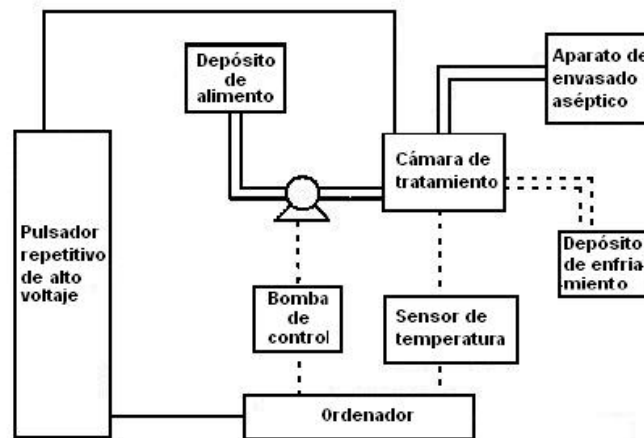 Depósito
de
alimento
Aparato de
envasado
aséptico
Cámara de
tratamiento
Pulsador
repetitivo
de alto
voltaje
Depósito
de enfria-
-miento
Bomba
de
control
Sensor de
temperatura
Ordenador